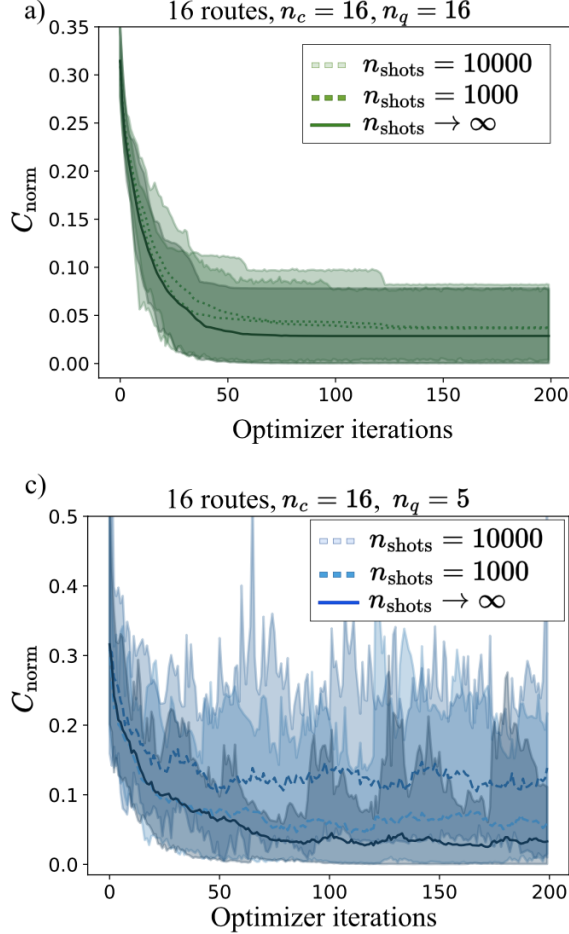 a)
16 routes, n_c = 16, n_q = 16
n_shots = 10000
n_shots = 1000
n_shots → ∞
C_norm
0.35
0.30
0.25
0.20
0.15
0.10
0.05
0.00
0 50 100 150 200
Optimizer iterations
c)
16 routes, n_c = 16, n_q = 5
n_shots = 10000
n_shots = 1000
n_shots → ∞
C_norm
0.5
0.4
0.3
0.2
0.1
0.0
0 50 100 150 200
Optimizer iterations